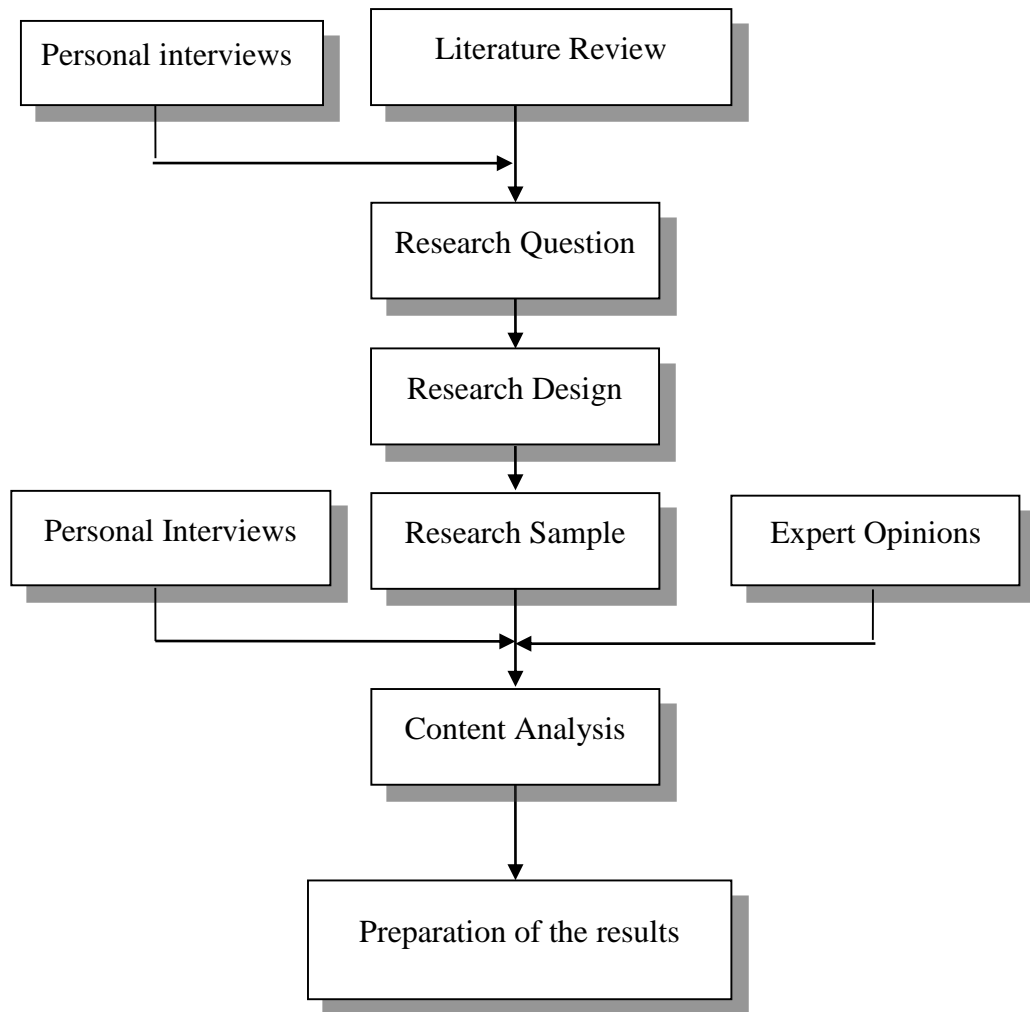 Personal interviews
Literature Review
Research Question
Research Design
Personal Interviews
Research Sample
Expert Opinions
Content Analysis
Preparation of the results